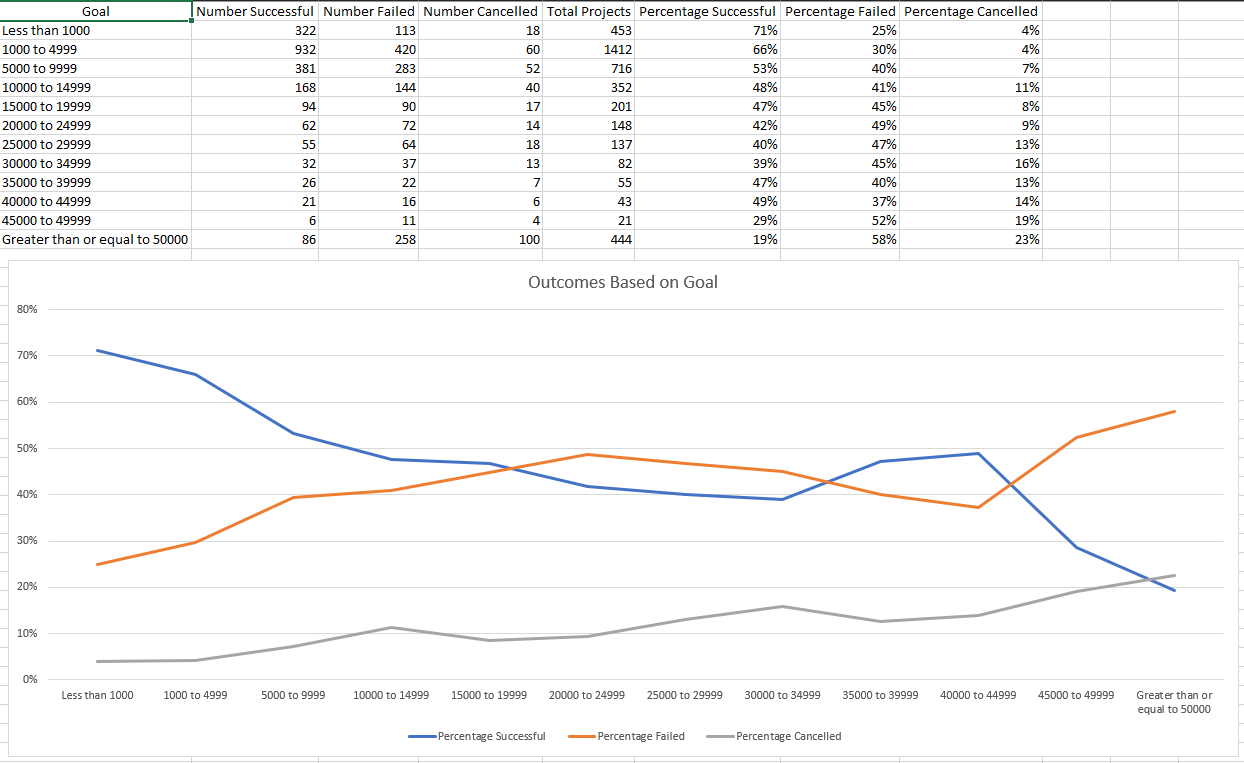 Goal Number Successful Number Failed Number Cancelled Total Projects Percentage Successful Percentage Failed Percentage Cancelled
Less than 1000 322 113 18 453 71% 25% 4%
1000 to 4999 932 420 60 1412 66% 30% 4%
5000 to 9999 381 283 52 716 53% 40% 7%
10000 to 14999 168 144 40 352 48% 41% 11%
15000 to 19999 94 90 17 201 47% 45% 8%
20000 to 24999 62 72 14 148 42% 49% 9%
25000 to 29999 55 64 18 137 40% 47% 13%
30000 to 34999 32 37 13 82 39% 45% 16%
35000 to 39999 26 22 7 55 47% 40% 13%
40000 to 44999 21 16 6 43 49% 37% 14%
45000 to 49999 6 11 4 21 29% 52% 19%
Greater than or equal to 50000 86 258 100 444 19% 58% 23%
Outcomes Based on Goal
80%
70%
60%
50%
40%
30%
20%
10%
0%
Less than 1000 1000 to 4999 5000 to 9999 10000 to 14999 15000 to 19999 20000 to 24999 25000 to 29999 30000 to 34999 35000 to 39999 40000 to 44999 45000 to 49999 Greater than or
equal to 50000
Percentage Successful Percentage Failed Percentage Cancelled